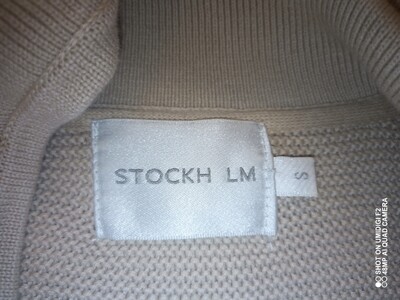 STOCKH LM
S
SHOT ON UMIDIGI F2
48MP AI QUAD CAMERA